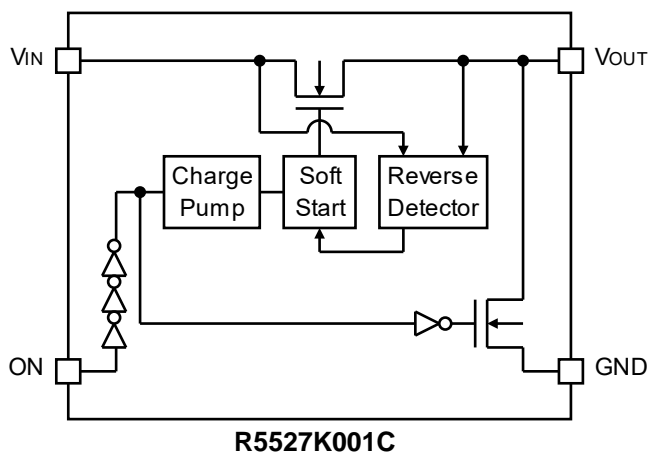 VIN
VOUT
Charge
Pump
Soft
Start
Reverse
Detector
ON
GND
R5527K001C